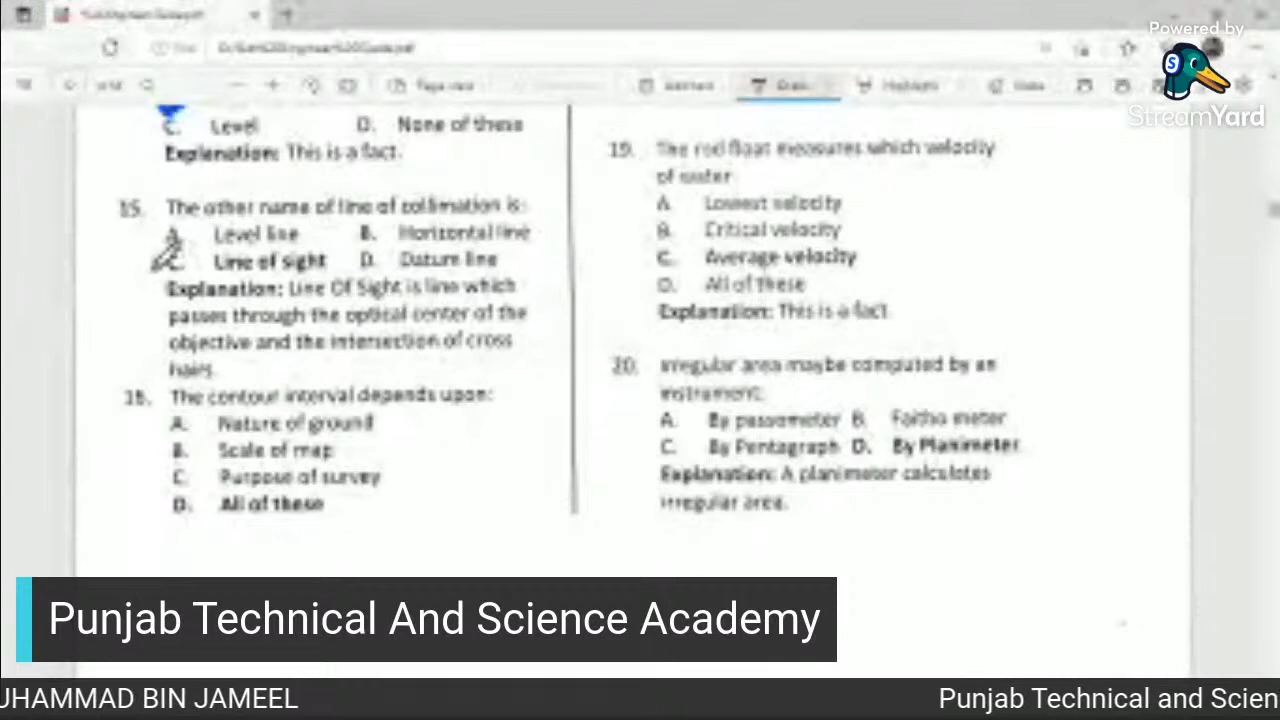 Powered by
StreamYard
C. Level D. None of these
Explanation: This is a fact.
15. The other name of line of collimation is:
A. Level line B. Horizontal line
C. Line of sight D. Datum line
Explanation: Line Of Sight is line which
passes through the optical center of the
objective and the intersection of cross
hairs
16. The contour interval depends upon:
A. Nature of ground
B. Scale of map
C. Purpose of survey
D. All of these
19. The rod float measures which velocity
of water
A. Lowest velocity
B. Critical velocity
C. Average velocity
D. All of these
Explanation: This is a fact
20. Irregular area maybe computed by an
instrument:
A. By passometer B. Faitho meter
C. By Pentagraph D. By Planimeter
Explanation: A planimeter calculates
irregular area.
Punjab Technical And Science Academy
UHAMMAD BIN JAMEEL
Punjab Technical and Scien